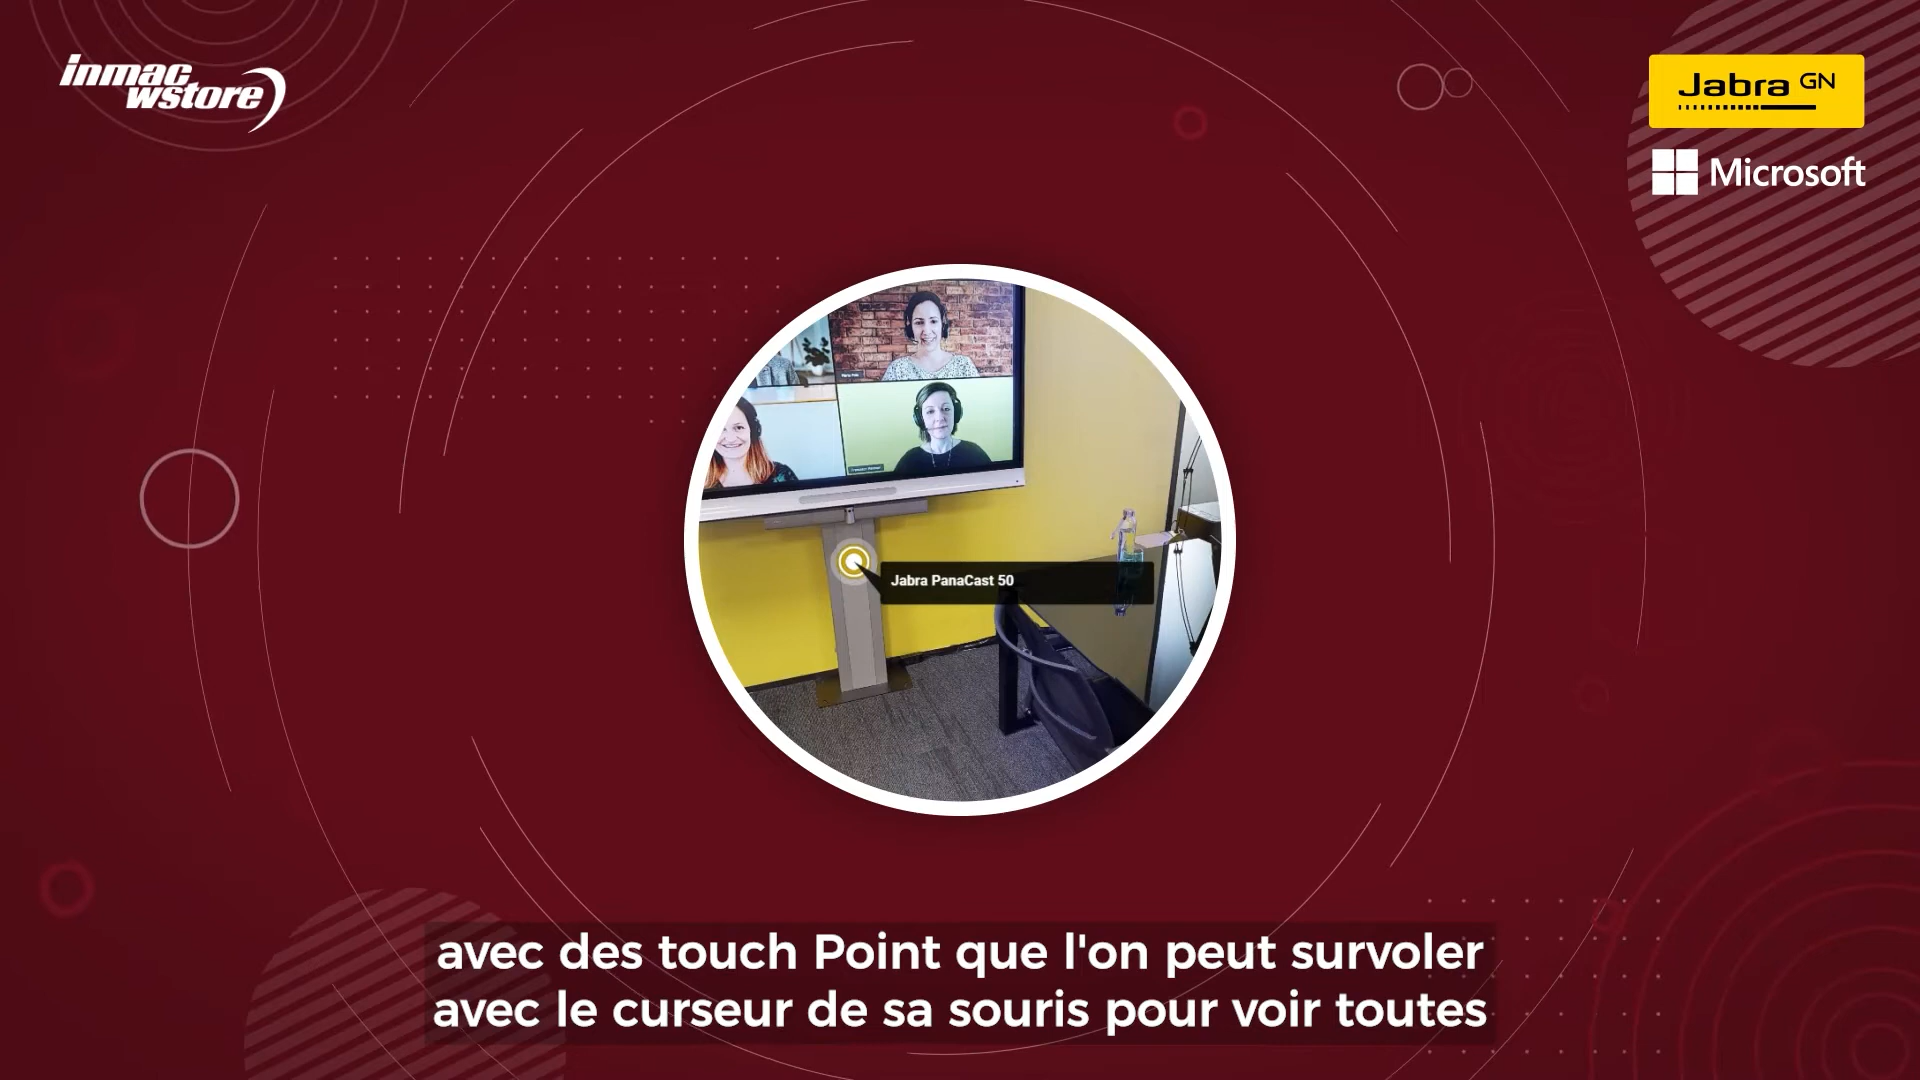 inmac
wstore
Jabra GN
Microsoft
Jabra PanaCast 50
avec des touch Point que l'on peut survoler
avec le curseur de sa souris pour voir toutes